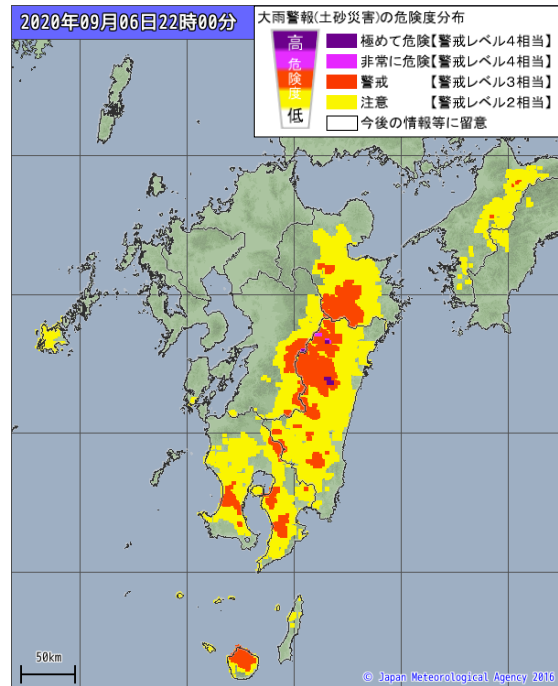 2020年09月06日22時00分
大雨警報(土砂災害)の危険度分布
高
危
険
度
低
極めて危険【警戒レベル4相当】
非常に危険【警戒レベル4相当】
警戒 【警戒レベル3相当】
注意 【警戒レベル2相当】
今後の情報等に留意
50km
© Japan Meteorological Agency 2016